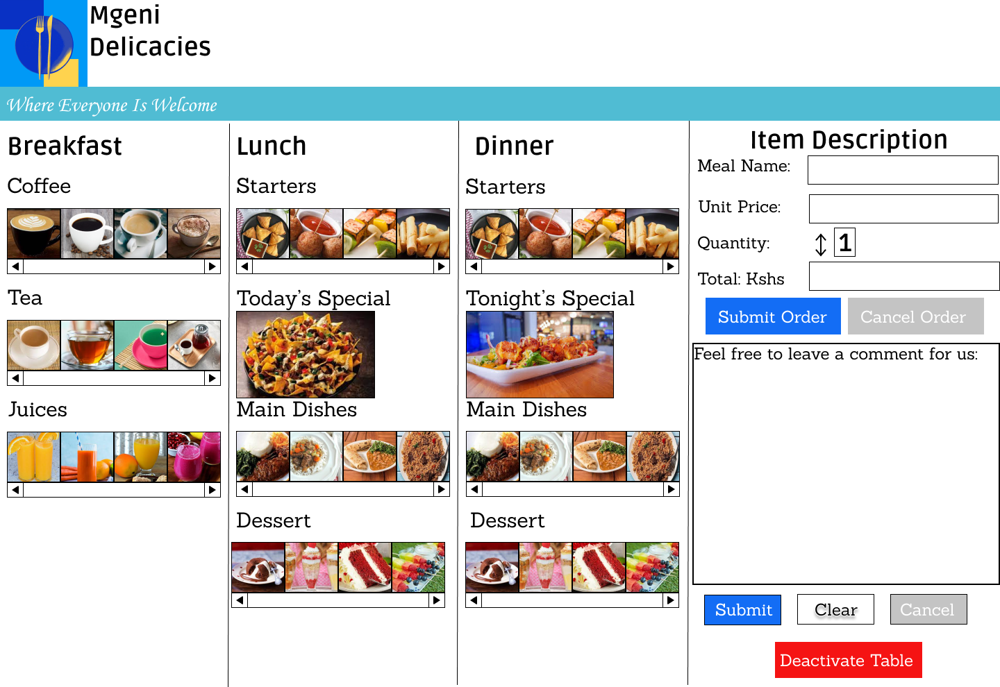 Mgeni
Delicacies
Where Everyone Is Welcome
Breakfast
Coffee
Tea
Juices
Lunch
Starters
Today's Special
Main Dishes
Dessert
Dinner
Starters
Tonight's Special
Main Dishes
Dessert
Item Description
Meal Name:
Unit Price:
Quantity: 1
Total: Kshs
Submit Order Cancel Order
Feel free to leave a comment for us:
Submit Clear Cancel
Deactivate Table